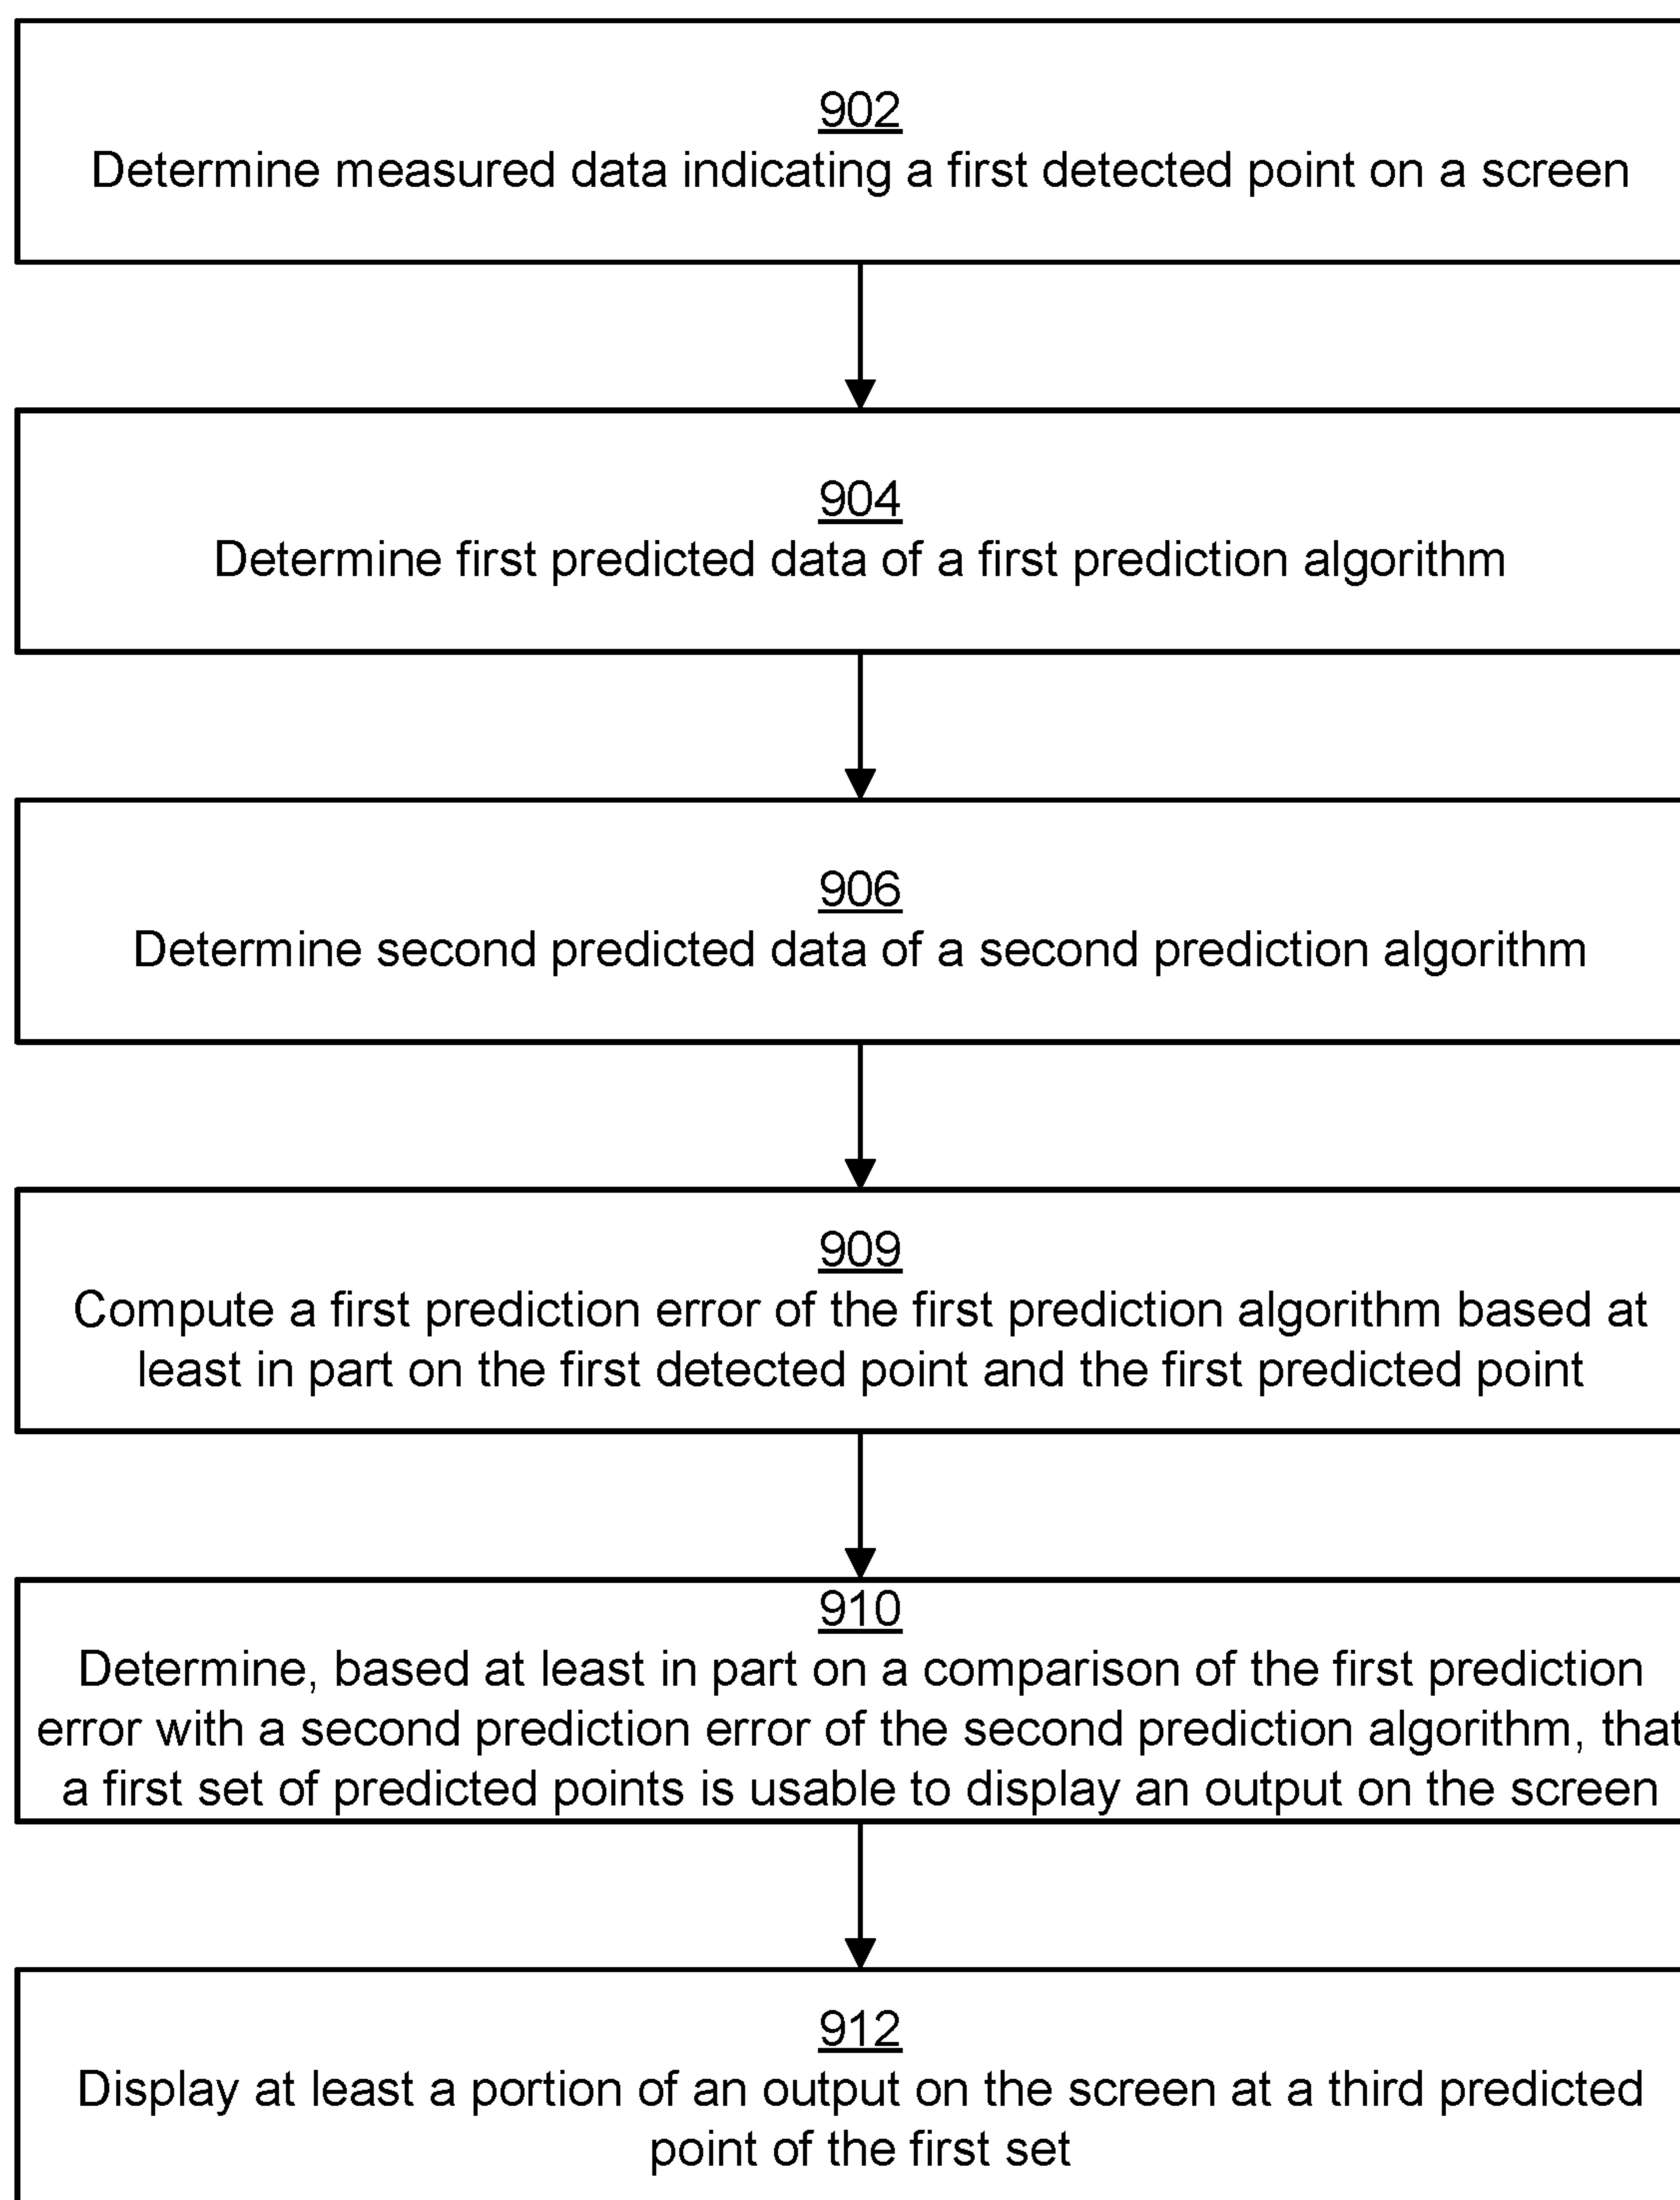 902
Determine measured data indicating a first detected point on a screen
904
Determine first predicted data of a first prediction algorithm
906
Determine second predicted data of a second prediction algorithm
909
Compute a first prediction error of the first prediction algorithm based at
least in part on the first detected point and the first predicted point
910
Determine, based at least in part on a comparison of the first prediction
error with a second prediction error of the second prediction algorithm, that
a first set of predicted points is usable to display an output on the screen
912
Display at least a portion of an output on the screen at a third predicted
point of the first set